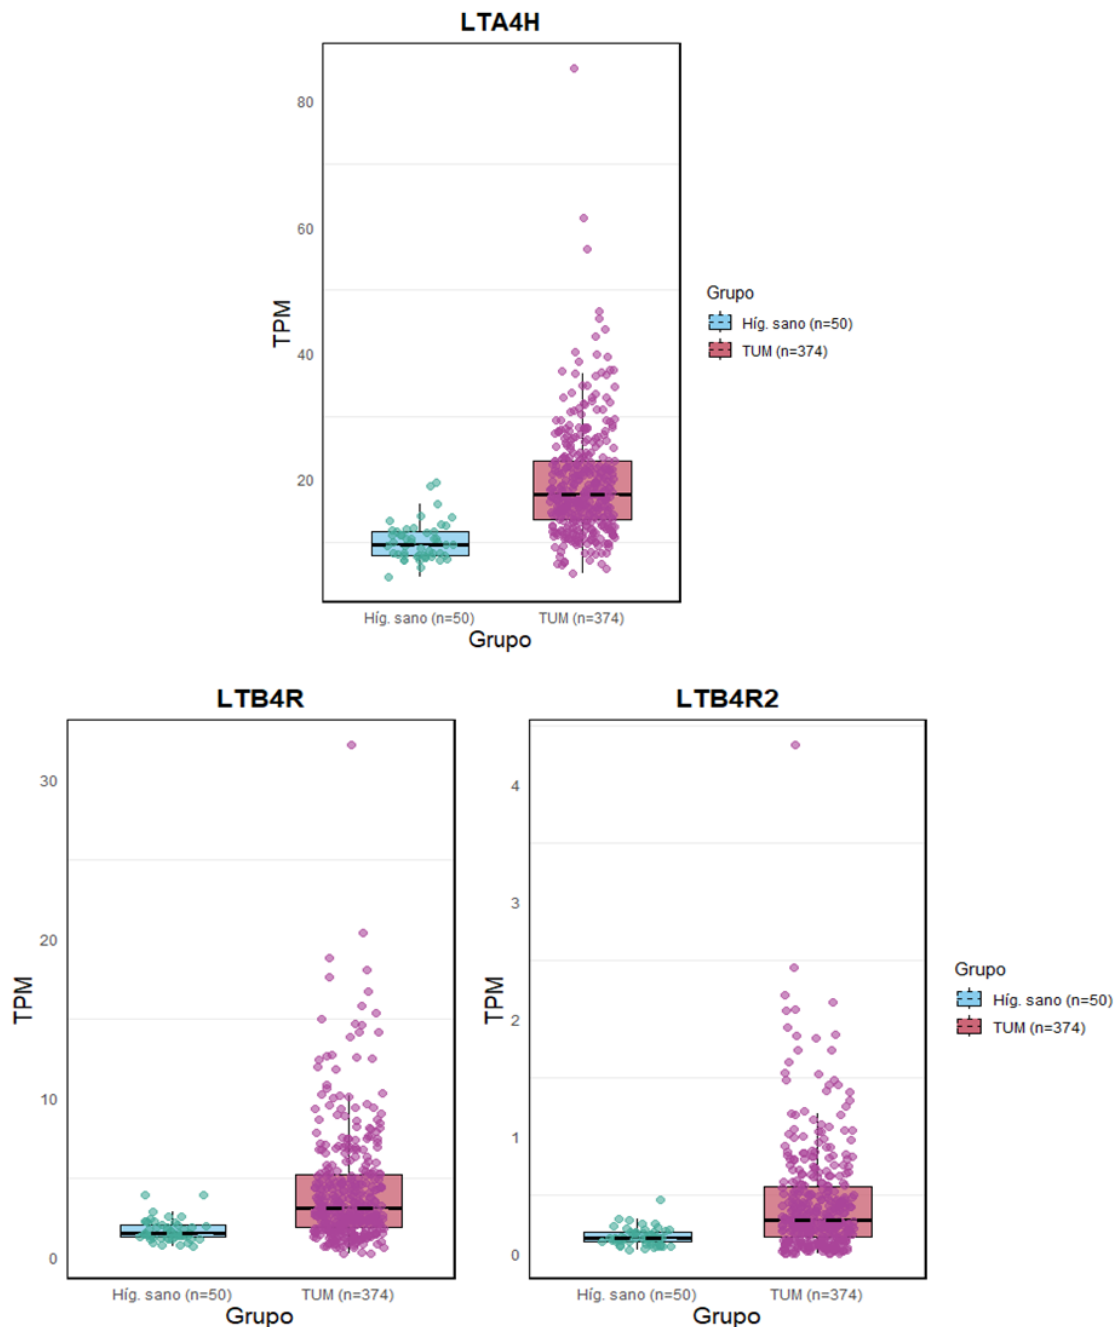 LTA4H
80
60
40
20
TPM
Híg. sano (n=50)
TUM (n=374)
Grupo
Grupo
Híg. sano (n=50)
TUM (n=374)
LTB4R
30
20
10
0
TPM
Híg. sano (n=50)
TUM (n=374)
Grupo
LTB4R2
4
3
2
1
0
TPM
Híg. sano (n=50)
TUM (n=374)
Grupo
Grupo
Híg. sano (n=50)
TUM (n=374)